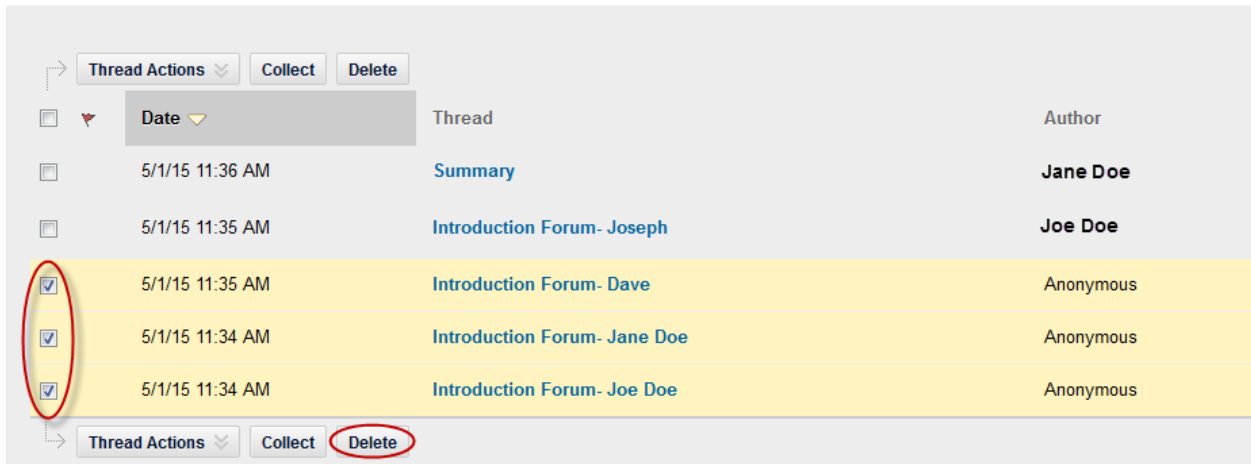 Thread Actions Collect Delete
Date Thread Author
5/1/15 11:36 AM Summary Jane Doe
5/1/15 11:35 AM Introduction Forum- Joseph Joe Doe
5/1/15 11:35 AM Introduction Forum- Dave Anonymous
5/1/15 11:34 AM Introduction Forum- Jane Doe Anonymous
5/1/15 11:34 AM Introduction Forum- Joe Doe Anonymous
Thread Actions Collect Delete